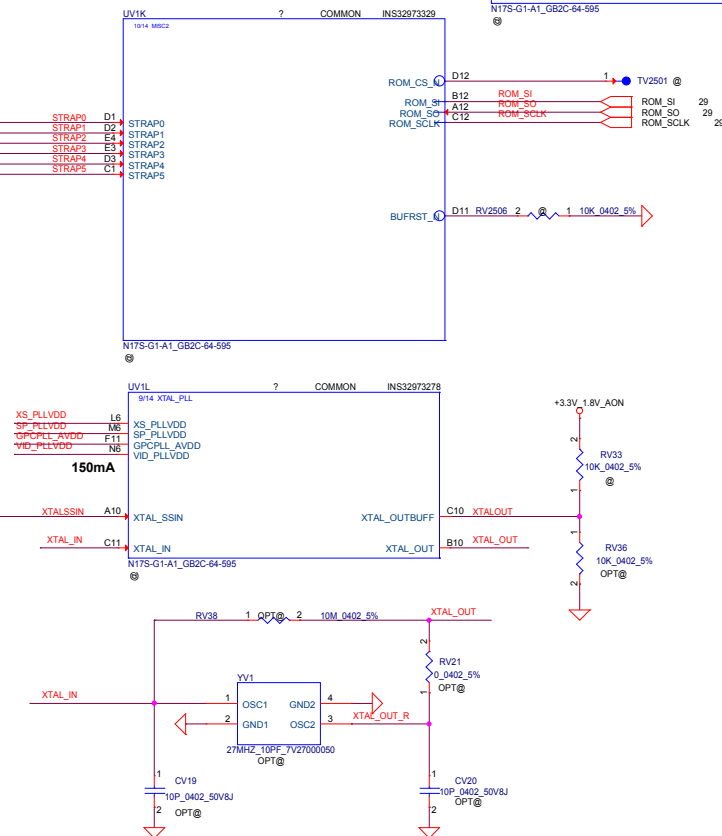 N17S-G1-A1_GB2C-64-595
@
UV1K ? COMMON INS32973329
10/14 MISC2
ROM_CS_N D12 1 TV2501 @
ROM_SI B12 ROM_SI ROM_SI 29
ROM_SO A12 ROM_SO ROM_SO 29
ROM_SCLK C12 ROM_SCLK ROM_SCLK 29
STRAP0 D1 STRAP0
STRAP1 D2 STRAP1
STRAP2 E4 STRAP2
STRAP3 E3 STRAP3
STRAP4 D3 STRAP4
STRAP5 C1 STRAP5
BUFRST_N D11 RV2506 2 @ 1 10K_0402_5%
N17S-G1-A1_GB2C-64-595
@
UV1L ? COMMON INS32973278
9/14 XTAL_PLL
XS_PLLVDD L6 XS_PLLVDD
SP_PLLVDD M6 SP_PLLVDD
GPCPLL_AVDD F11 GPCPLL_AVDD
VID_PLLVDD N6 VID_PLLVDD
150mA
+3.3V_1.8V_AON
2
RV33
10K_0402_5%
@
1
XTALSSIN A10 XTAL_SSIN XTAL_OUTBUFF C10 XTALOUT
XTAL_IN C11 XTAL_IN XTAL_OUT B10 XTAL_OUT
1
RV36
10K_0402_5%
OPT@
2
N17S-G1-A1_GB2C-64-595
@
RV38 1 OPT@ 2 10M_0402_5% XTAL_OUT
2
RV21
0_0402_5%
OPT@
1
YV1
XTAL_IN 1 OSC1 GND2 4
2 GND1 OSC2 3 XTAL_OUT_R
27MHZ_10PF_7V27000050
OPT@
1
CV19
10P_0402_50V8J
2 OPT@
1
CV20
10P_0402_50V8J
OPT@
2